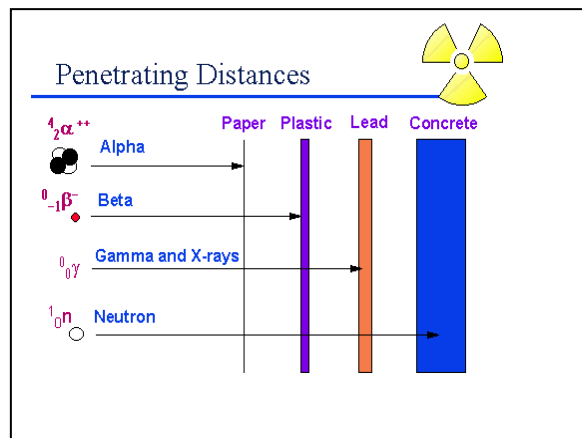 Penetrating Distances
Paper Plastic Lead Concrete
⁴₂α⁺⁺ Alpha
⁰₋₁β⁻ Beta
⁰₀γ Gamma and X-rays
¹₀n Neutron